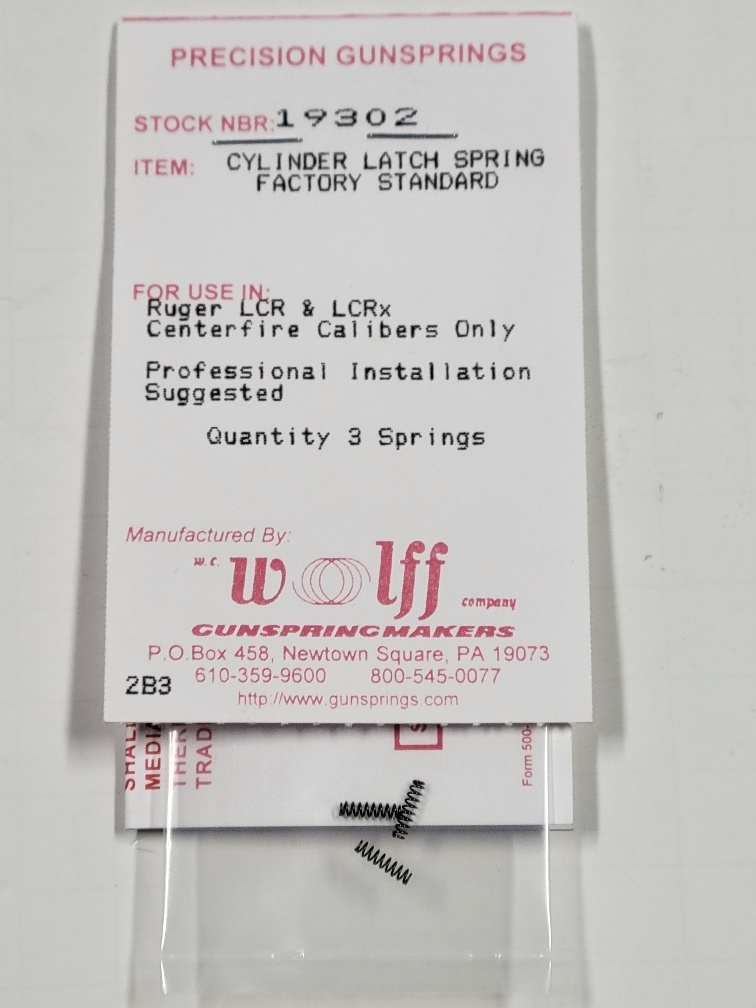 PRECISION GUNSPRINGS
STOCK NBR: 19302
ITEM: CYLINDER LATCH SPRING
FACTORY STANDARD
FOR USE IN:
Ruger LCR & LCRx
Centerfire Calibers Only
Professional Installation
Suggested
Quantity 3 Springs
Manufactured By:
W.C. Wolff company
GUNSPRINGMAKERS
P.O.Box 458, Newtown Square, PA 19073
610-359-9600 800-545-0077
2B3
http://www.gunsprings.com
Form 500-